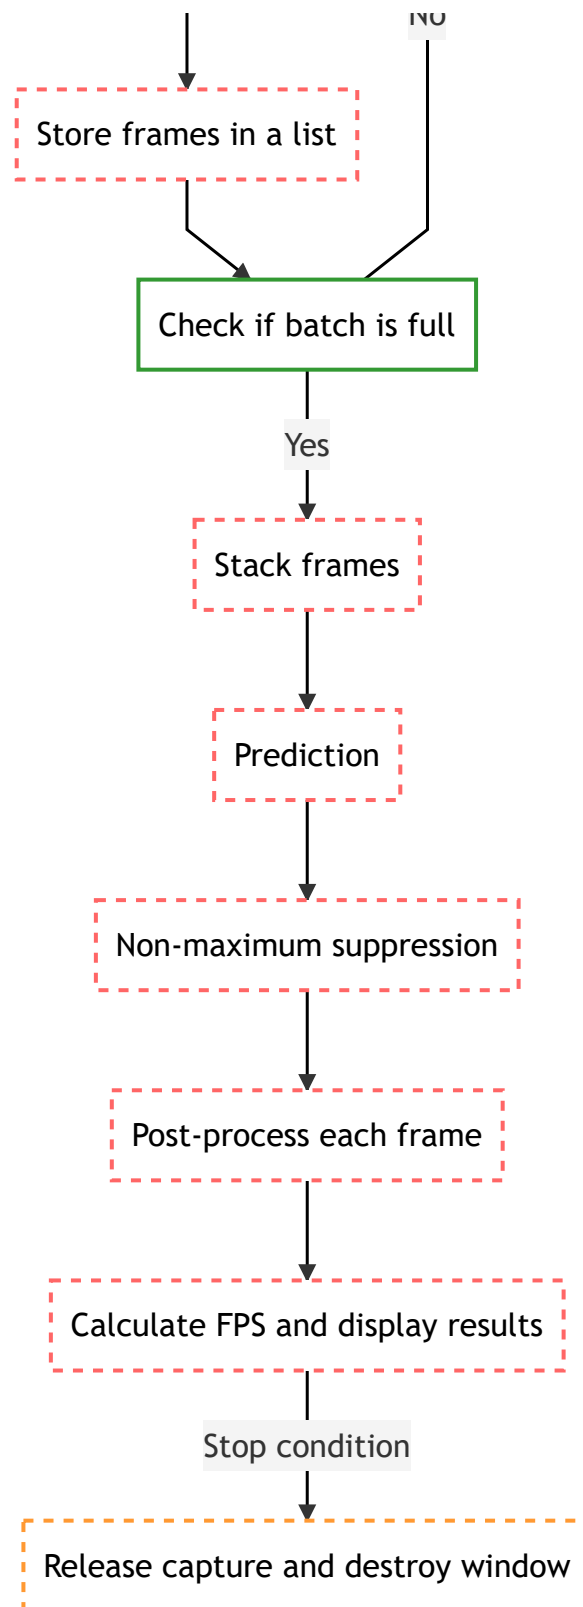 No
Store frames in a list
Check if batch is full
Yes
Stack frames
Prediction
Non-maximum suppression
Post-process each frame
Calculate FPS and display results
Stop condition
Release capture and destroy window